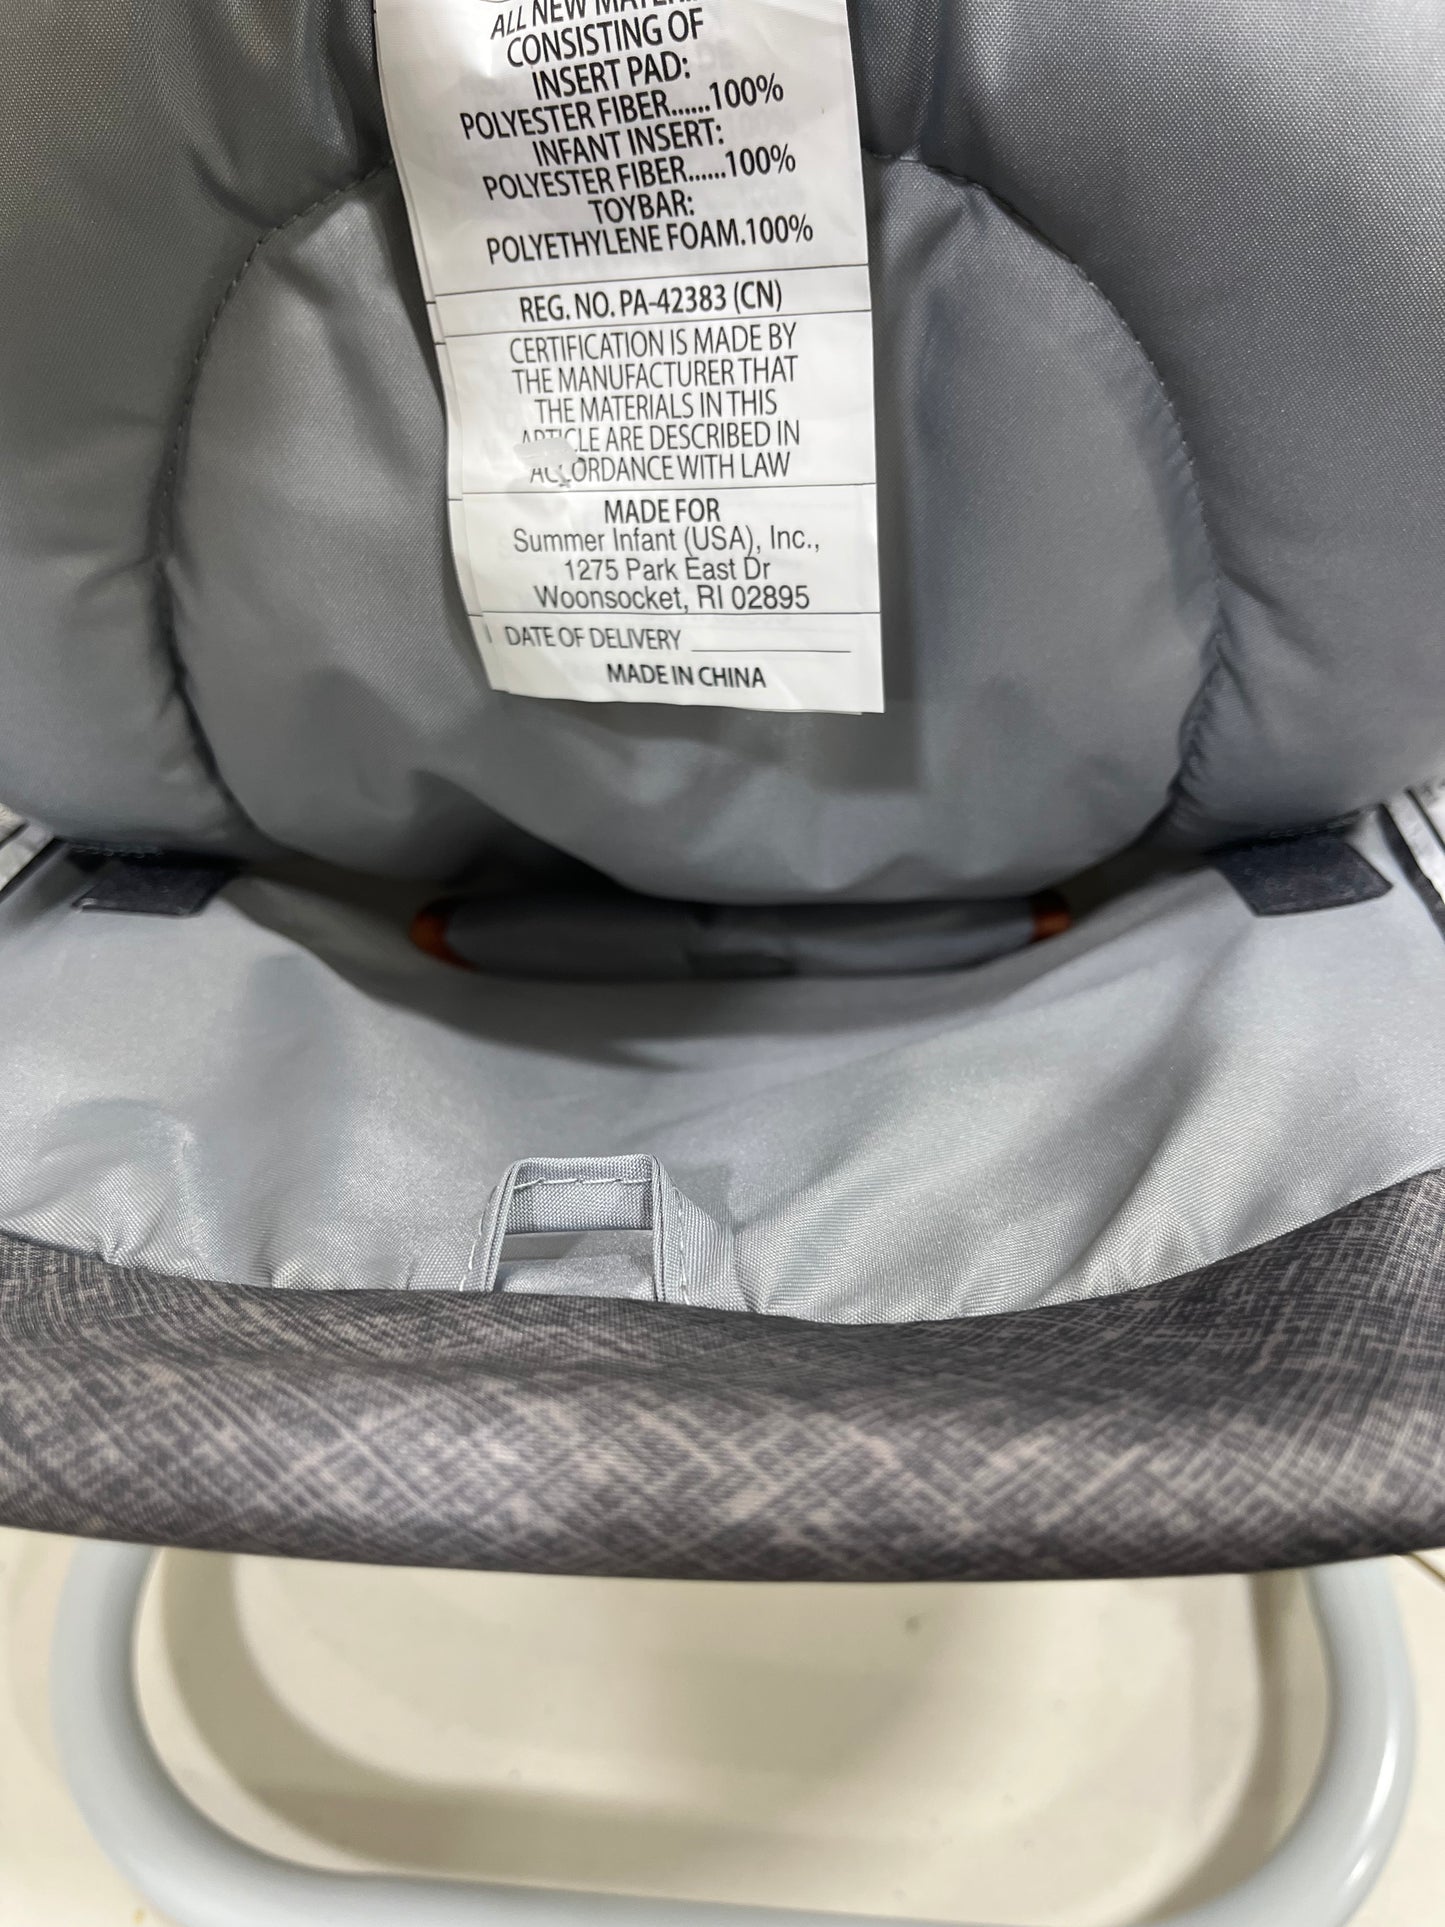 ALL NEW MATERIAL
CONSISTING OF
INSERT PAD:
POLYESTER FIBER......100%
INFANT INSERT:
POLYESTER FIBER......100%
TOYBAR:
POLYETHYLENE FOAM.100%
REG. NO. PA-42383 (CN)
CERTIFICATION IS MADE BY
THE MANUFACTURER THAT
THE MATERIALS IN THIS
ARTICLE ARE DESCRIBED IN
ACCORDANCE WITH LAW
MADE FOR
Summer Infant (USA), Inc.,
1275 Park East Dr
Woonsocket, RI 02895
DATE OF DELIVERY ____________
MADE IN CHINA